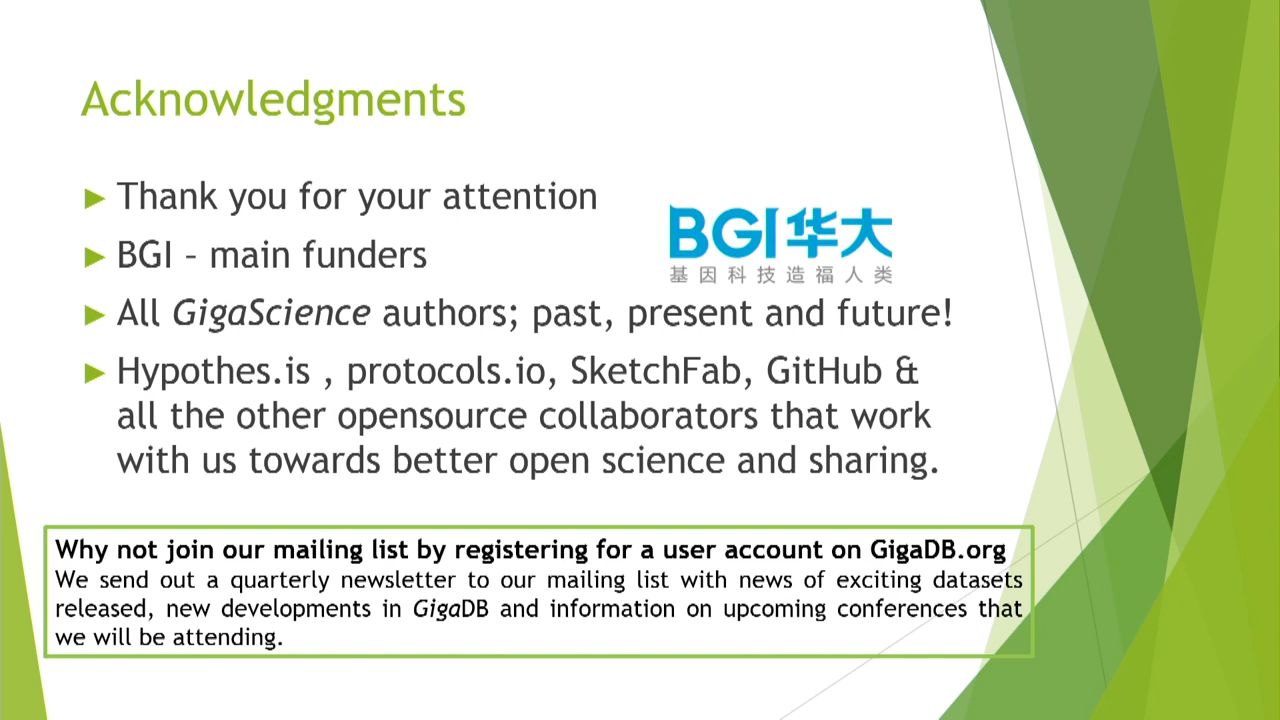 Acknowledgments
Thank you for your attention
BGI – main funders
BGI华大
基因科技造福人类
All GigaScience authors; past, present and future!
Hypothes.is , protocols.io, SketchFab, GitHub &
all the other opensource collaborators that work
with us towards better open science and sharing.
Why not join our mailing list by registering for a user account on GigaDB.org
We send out a quarterly newsletter to our mailing list with news of exciting datasets
released, new developments in GigaDB and information on upcoming conferences that
we will be attending.